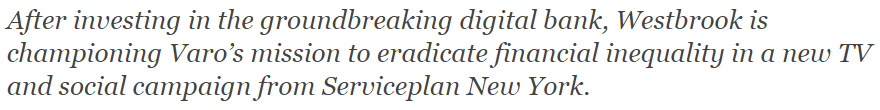 After investing in the groundbreaking digital bank, Westbrook is
championing Varo’s mission to eradicate financial inequality in a new TV
and social campaign from Serviceplan New York.